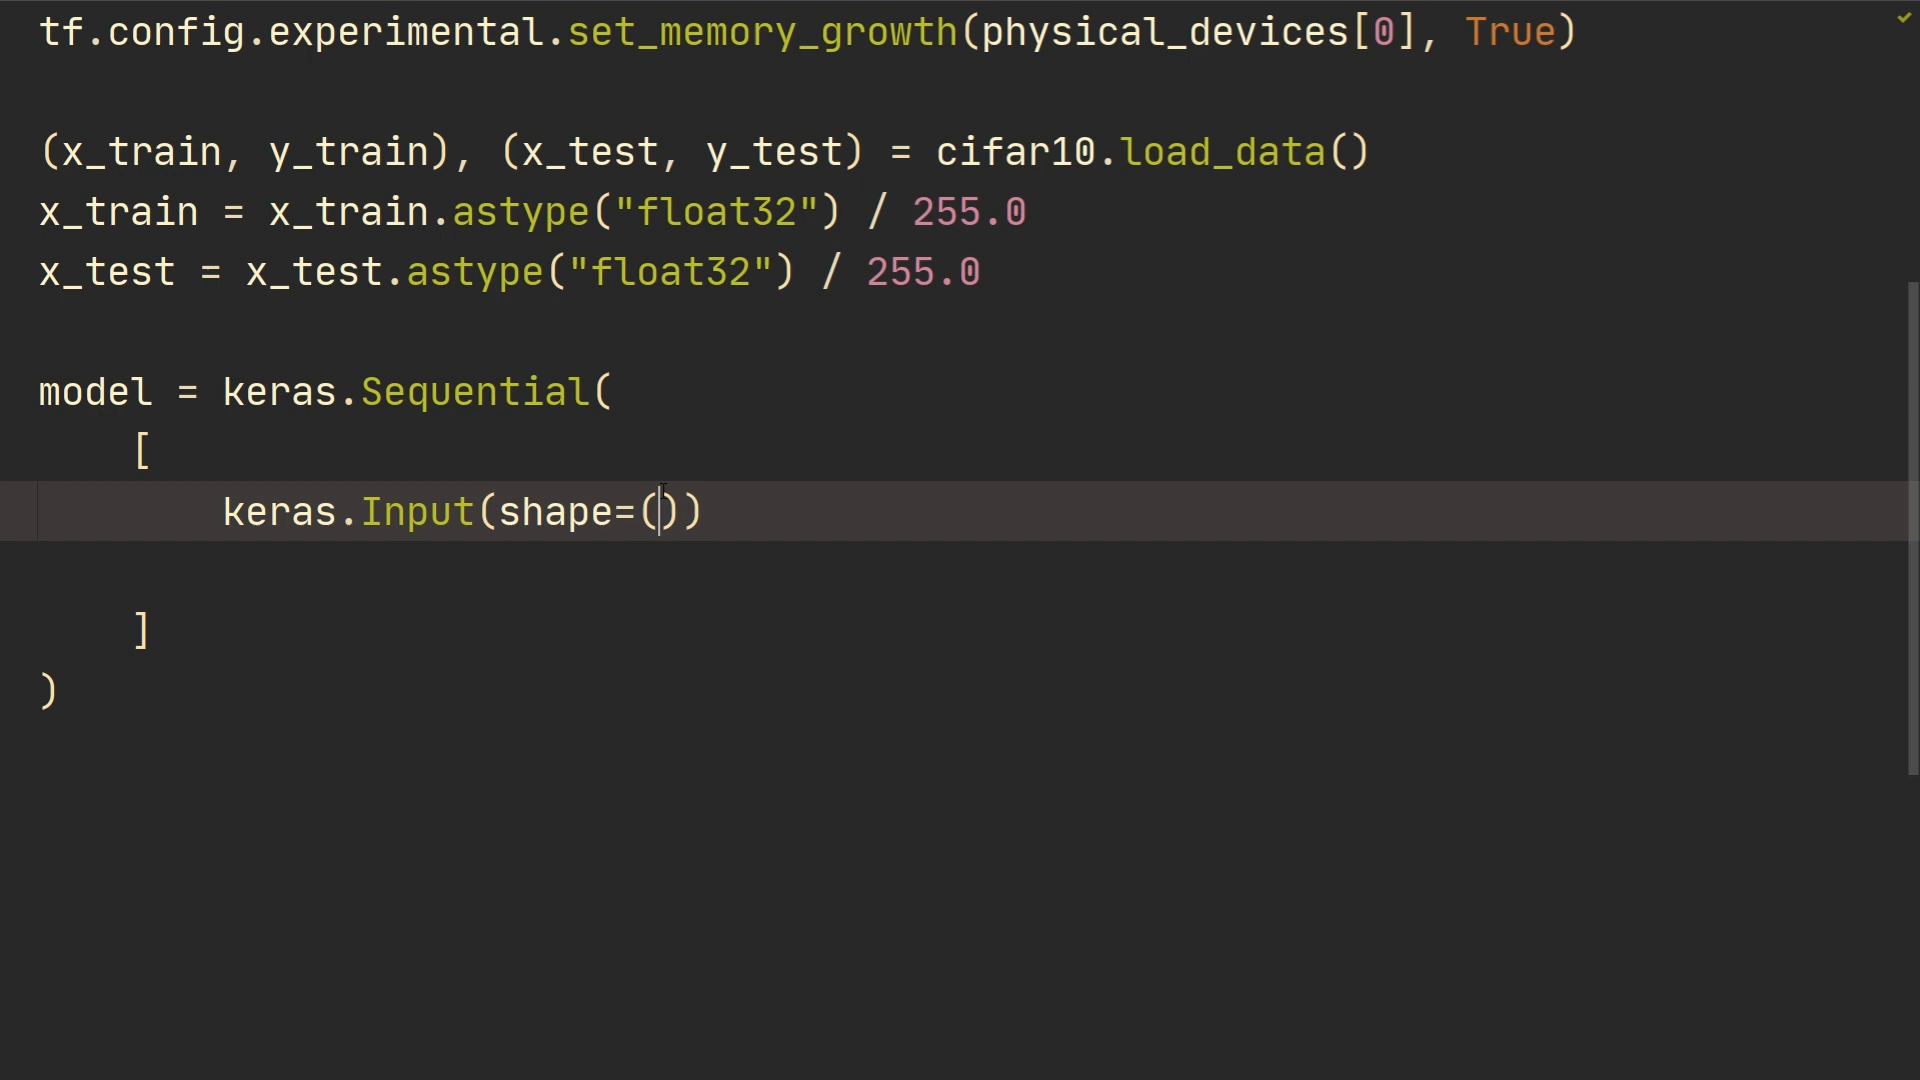 tf.config.experimental.set_memory_growth(physical_devices[0], True)
(x_train, y_train), (x_test, y_test) = cifar10.load_data()
x_train = x_train.astype("float32") / 255.0
x_test = x_test.astype("float32") / 255.0
model = keras.Sequential(
    [
        keras.Input(shape=())
    ]
)